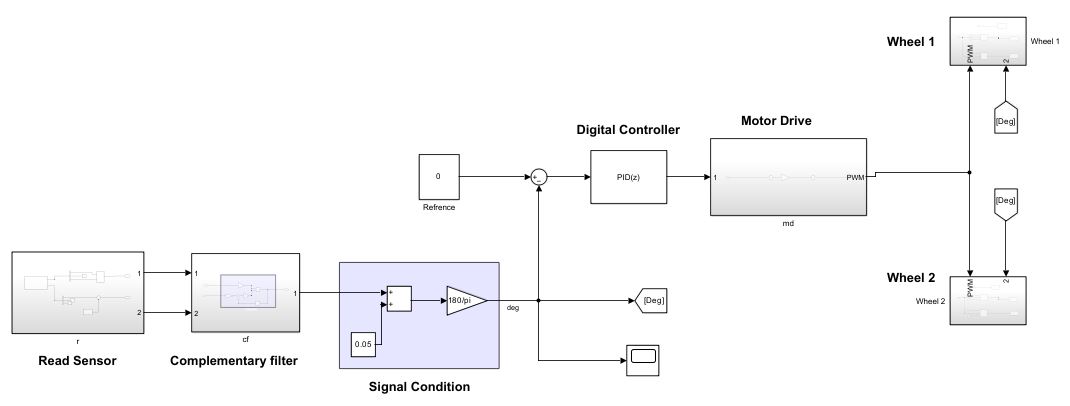 Wheel 1
PWM
2
Wheel 1
[Deg]
Digital Controller
Motor Drive
0
Refrence
+
−
PID(z)
1
PWM
md
[Deg]
Wheel 2
PWM
2
Wheel 2
1
2
r
Read Sensor
1
2
1
cf
Complementary filter
+
+
0.05
180/pi
deg
Signal Condition
[Deg]